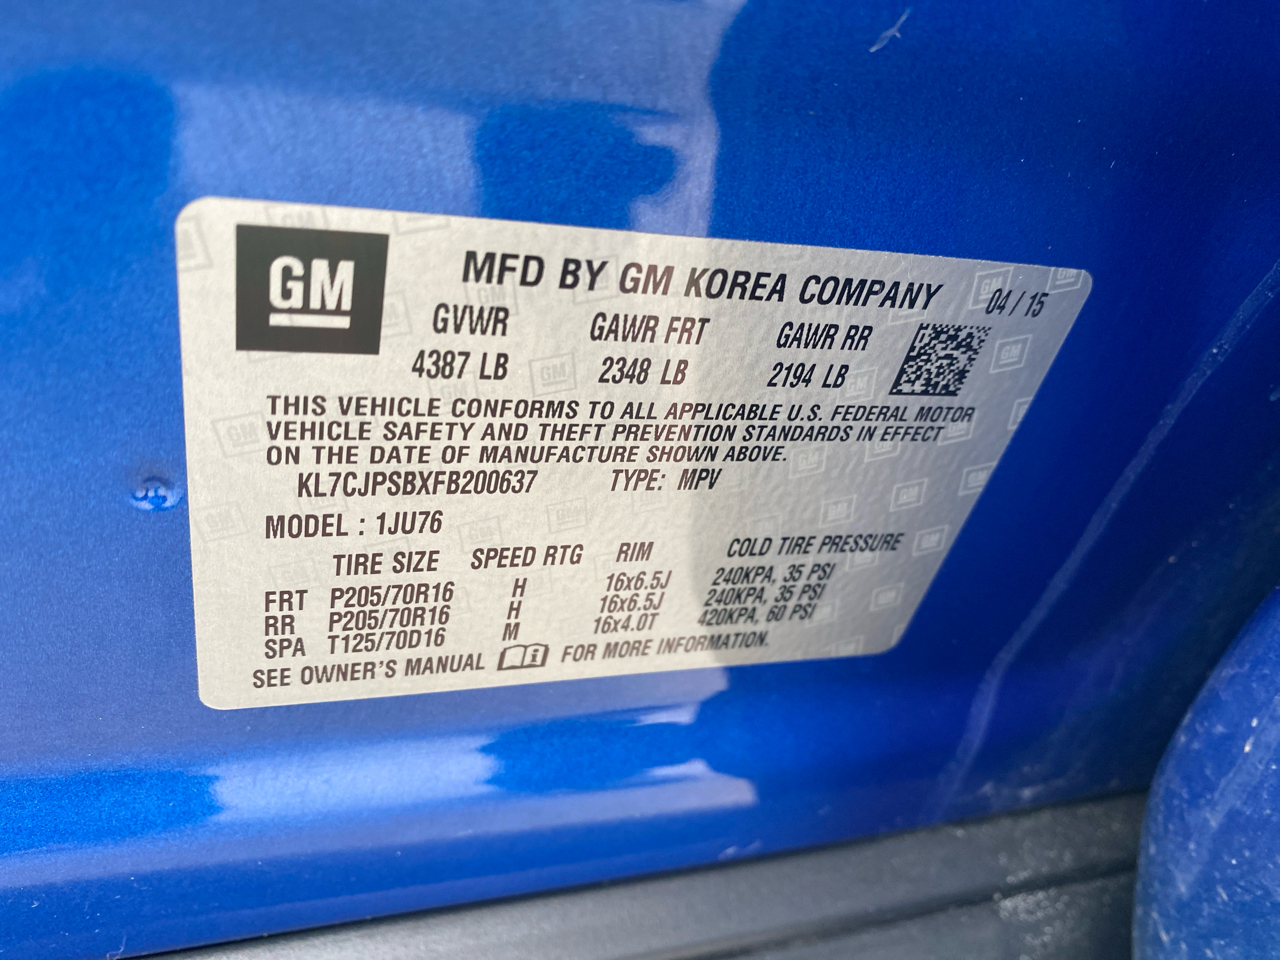 GM
MFD BY GM KOREA COMPANY 04 / 15
GVWR GAWR FRT GAWR RR
4387 LB 2348 LB 2194 LB
THIS VEHICLE CONFORMS TO ALL APPLICABLE U.S. FEDERAL MOTOR
VEHICLE SAFETY AND THEFT PREVENTION STANDARDS IN EFFECT
ON THE DATE OF MANUFACTURE SHOWN ABOVE.
KL7CJPSBXFB200637 TYPE: MPV
MODEL : 1JU76
TIRE SIZE SPEED RTG RIM COLD TIRE PRESSURE
FRT P205/70R16 H 16x6.5J 240KPA, 35 PSI
RR P205/70R16 H 16x6.5J 240KPA, 35 PSI
SPA T125/70D16 M 16x4.0T 420KPA, 60 PSI
SEE OWNER'S MANUAL i FOR MORE INFORMATION.